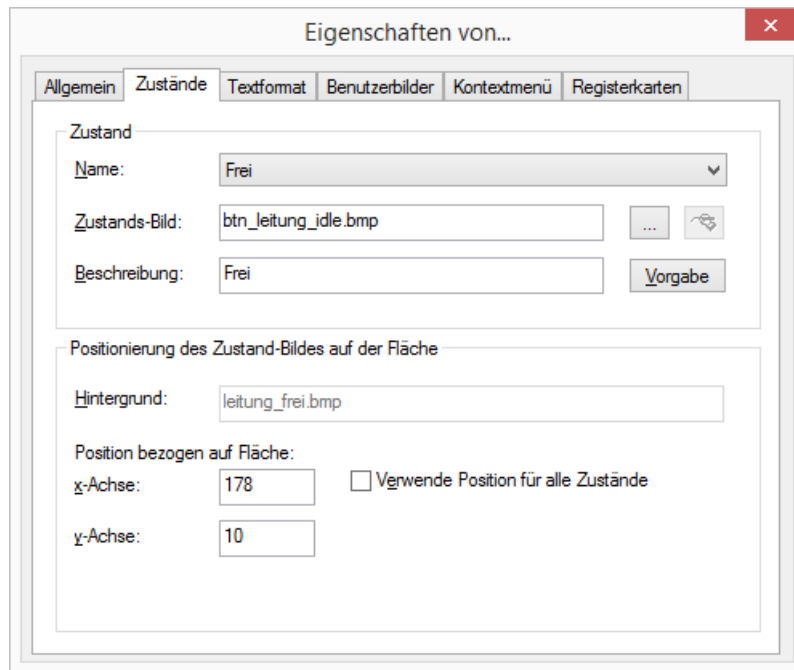 Eigenschaften von...
Allgemein Zustände Textformat Benutzerbilder Kontextmenü Registerkarten
Zustand
Name: Frei
Zustands-Bild: btn_leitung_idle.bmp ...
Beschreibung: Frei Vorgabe
Positionierung des Zustand-Bildes auf der Fläche
Hintergrund: leitung_frei.bmp
Position bezogen auf Fläche:
x-Achse: 178 Verwende Position für alle Zustände
y-Achse: 10